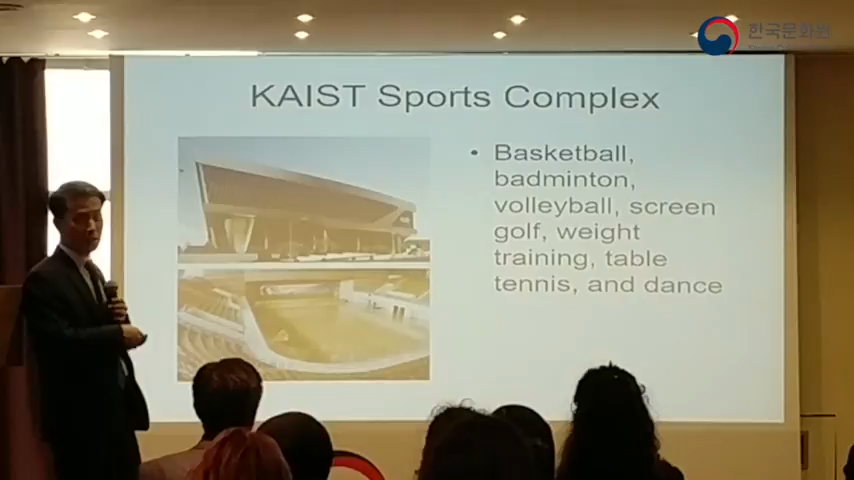 한국문화원
KAIST Sports Complex
• Basketball,
badminton,
volleyball, screen
golf, weight
training, table
tennis, and dance